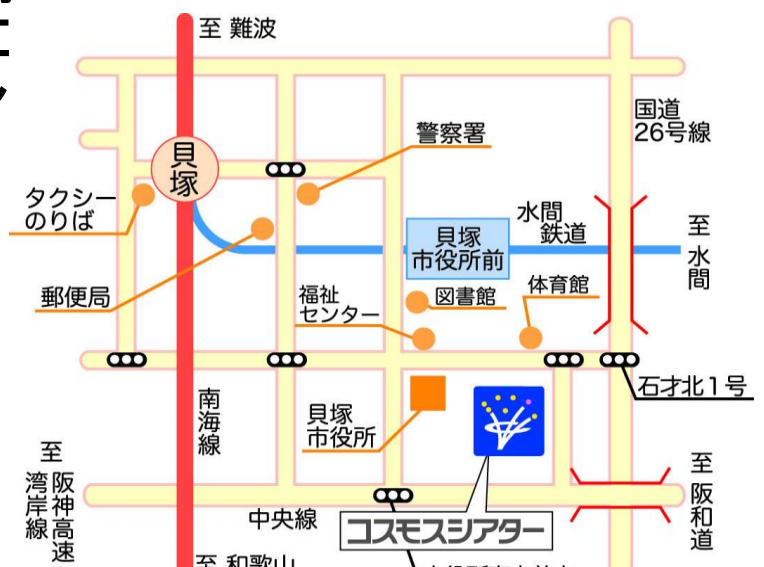 至 難波
国道
26号線
警察署
貝
塚
タクシー
のりば
水間
鉄道
貝塚
市役所前
至
水
間
郵便局
福祉
センター
図書館
体育館
石才北1号
南
海
線
貝塚
市役所
至
阪神高速
湾岸線
至
阪
和
道
中央線
コスモスシアター
至 和歌山